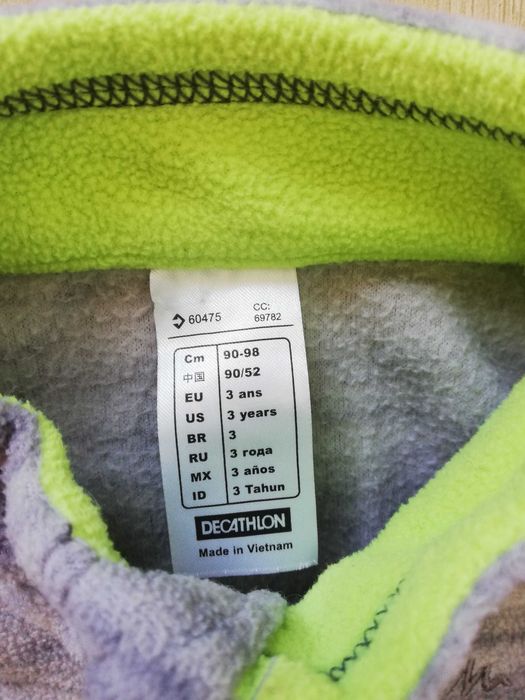 60475
CC:
69782
Cm 90-98
中国 90/52
EU 3 ans
US 3 years
BR 3
RU 3 года
MX 3 años
ID 3 Tahun
DECATHLON
Made in Vietnam